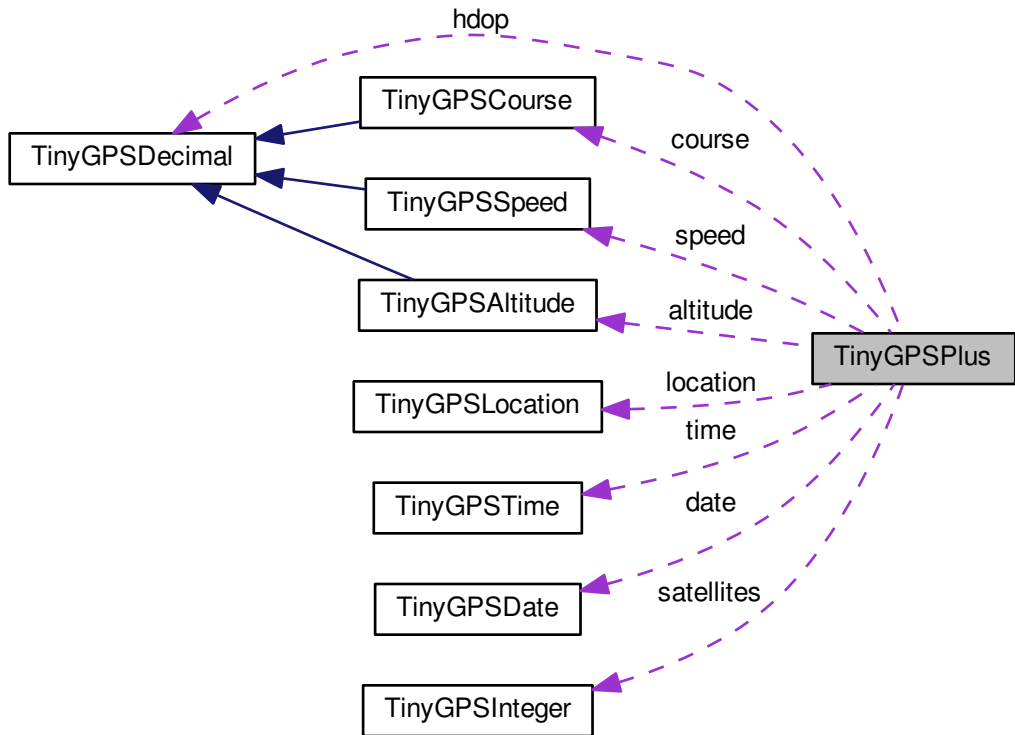 hdop
TinyGPSCourse
course
TinyGPSDecimal
TinyGPSSpeed
speed
TinyGPSAltitude
altitude
TinyGPSPlus
location
TinyGPSLocation
time
TinyGPSTime
date
TinyGPSDate
satellites
TinyGPSInteger